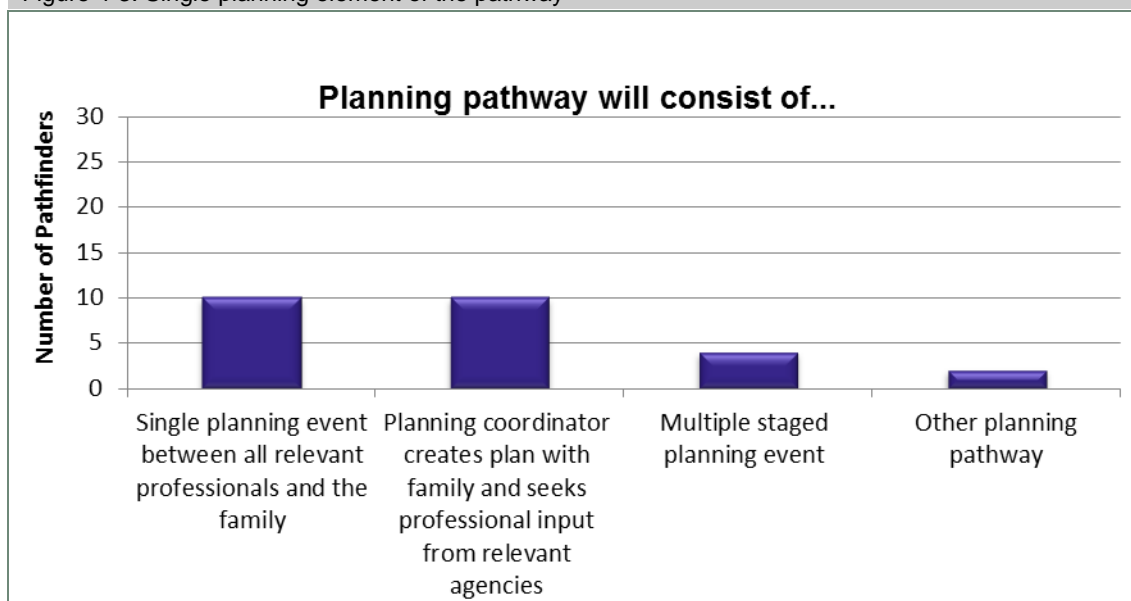 Planning pathway will consist of...
Number of Pathfinders
30
25
20
15
10
5
0
Single planning event
between all relevant
professionals and the
family
Planning coordinator
creates plan with
family and seeks
professional input
from relevant
agencies
Multiple staged
planning event
Other planning
pathway